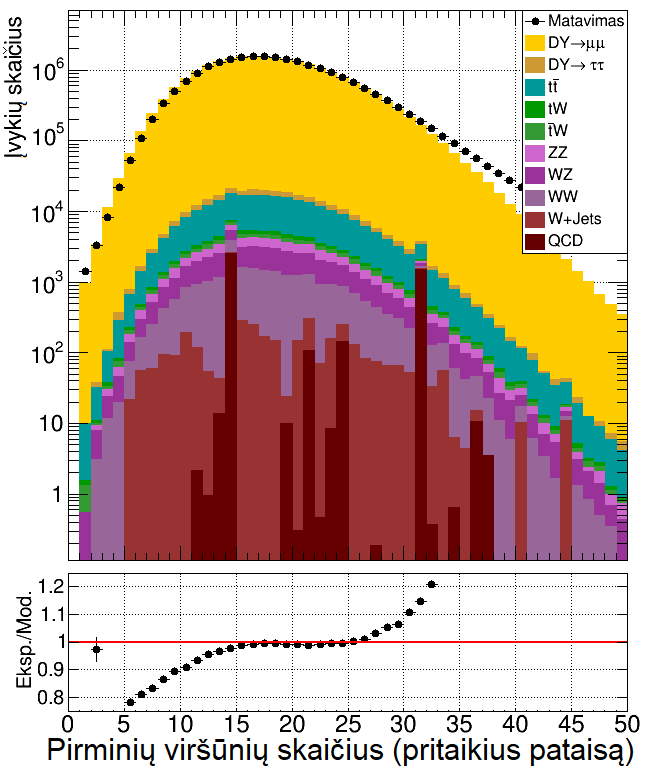 Įvykių skaičius
10⁶
10⁵
10⁴
10³
10²
10
1
Matavimas
DY→μμ
DY→ ττ
tt̄
tW
t̄W
ZZ
WZ
WW
W+Jets
QCD
Eksp./Mod.
1.2
1.1
1
0.9
0.8
0 5 10 15 20 25 30 35 40 45 50
Pirminių viršūnių skaičius (pritaikius pataisą)